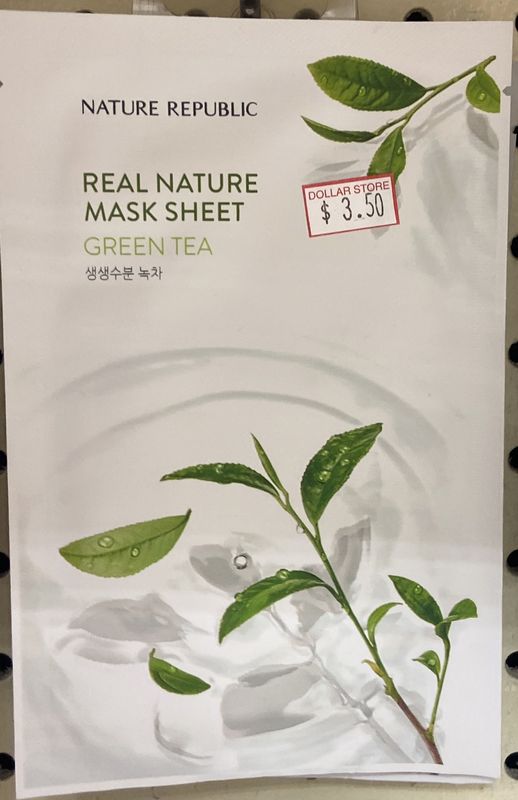 NATURE REPUBLIC
REAL NATURE
MASK SHEET
GREEN TEA
생생수분 녹차
DOLLAR STORE
$ 3.50